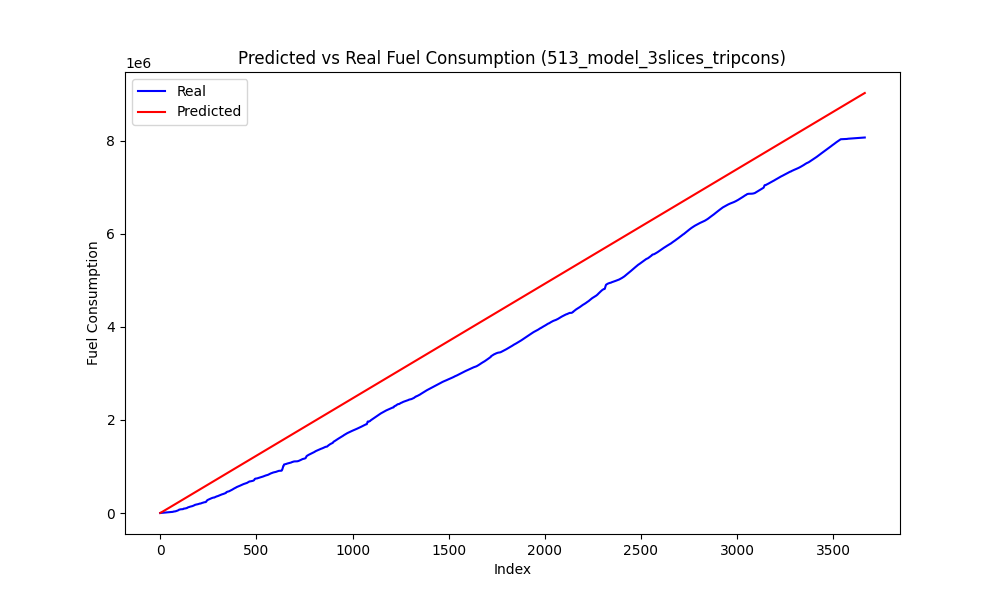 Predicted vs Real Fuel Consumption (513_model_3slices_tripcons)
1e6
Real
Predicted
8
6
4
2
0
Fuel Consumption
0 500 1000 1500 2000 2500 3000 3500
Index